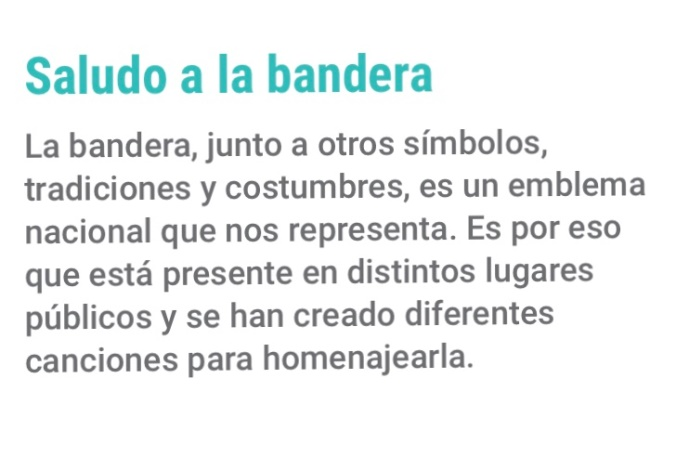 Saludo a la bandera
La bandera, junto a otros símbolos,
tradiciones y costumbres, es un emblema
nacional que nos representa. Es por eso
que está presente en distintos lugares
públicos y se han creado diferentes
canciones para homenajearla.